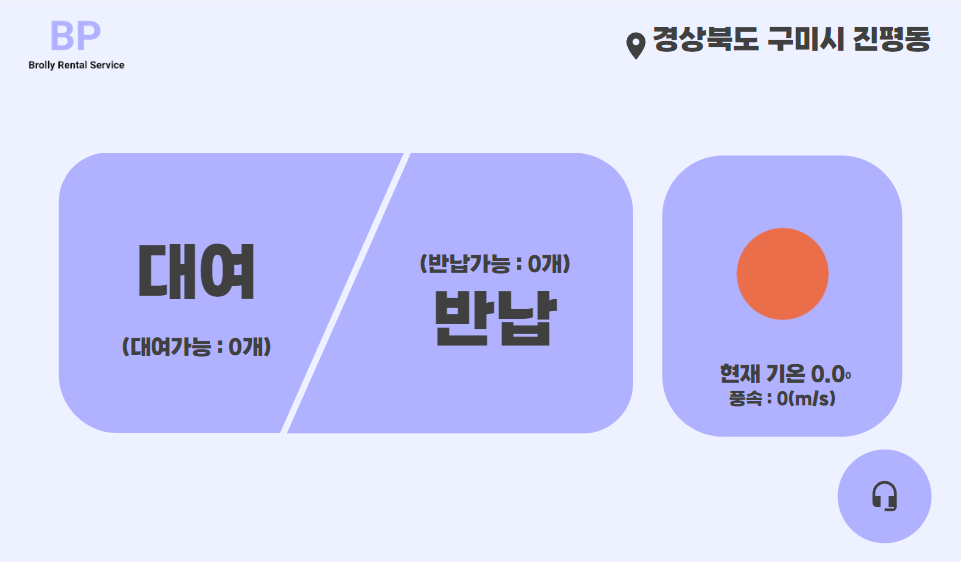 BP
Brolly Rental Service
경상북도 구미시 진평동
대여
(대여가능 : 0개)
(반납가능 : 0개)
반납
현재 기온 0.0⁰
풍속 : 0(m/s)